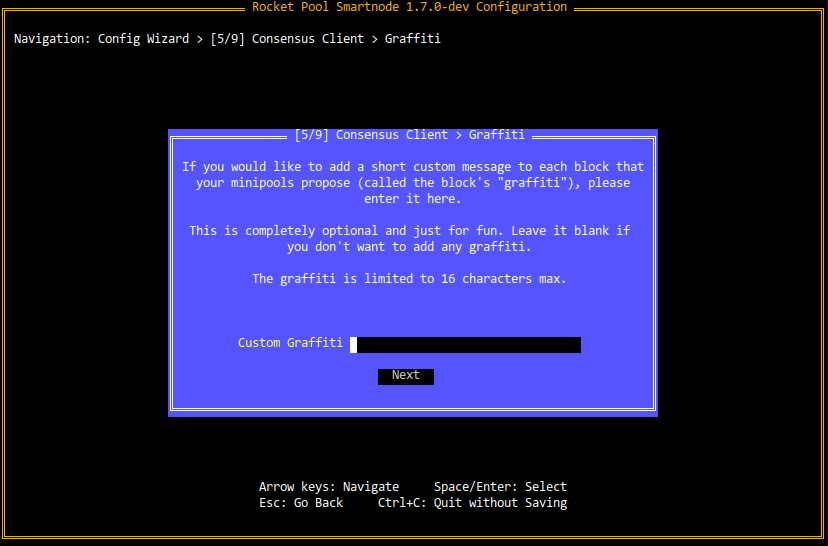 Rocket Pool Smartnode 1.7.0-dev Configuration
Navigation: Config Wizard > [5/9] Consensus Client > Graffiti
[5/9] Consensus Client > Graffiti
If you would like to add a short custom message to each block that
your minipools propose (called the block's "graffiti"), please
enter it here.
This is completely optional and just for fun. Leave it blank if
you don't want to add any graffiti.
The graffiti is limited to 16 characters max.
Custom Graffiti
Next
Arrow keys: Navigate     Space/Enter: Select
Esc: Go Back     Ctrl+C: Quit without Saving